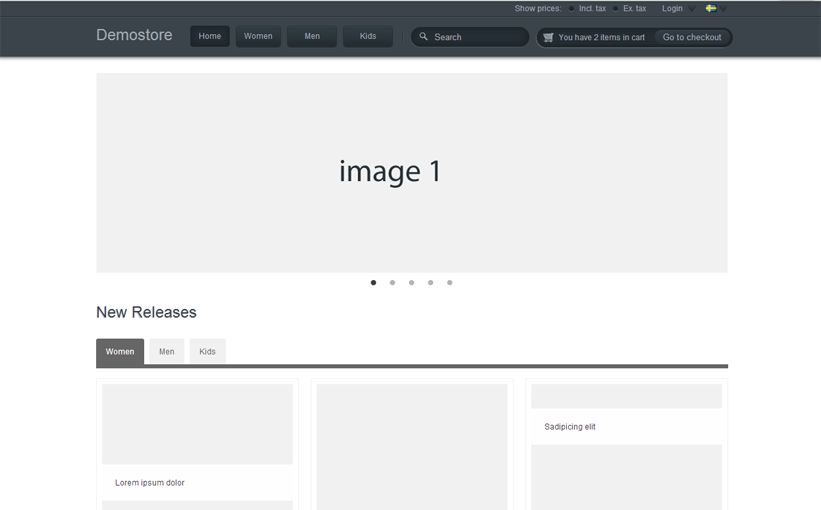 Show prices: Incl. tax Ex. tax Login
Demostore Home Women Men Kids Search You have 2 items in cart Go to checkout
image 1
New Releases
Women Men Kids
Sadipicing elit
Lorem ipsum dolor